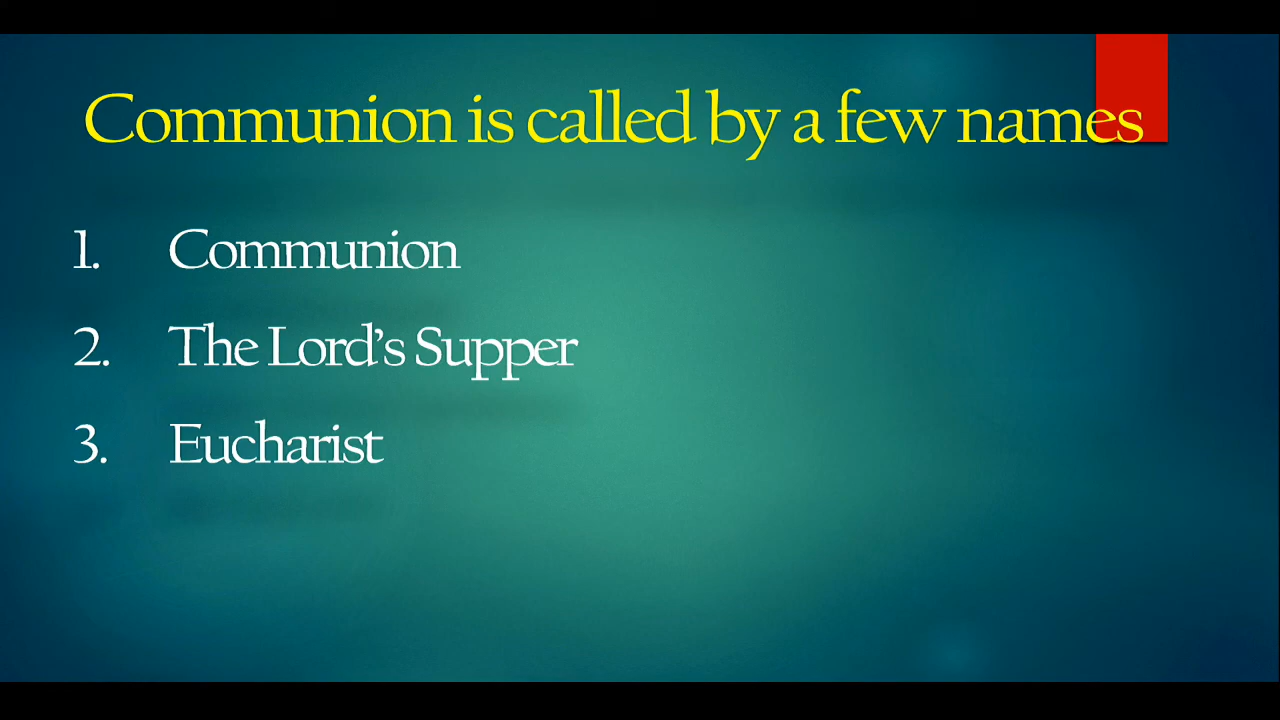 Communion is called by a few names
1. Communion
2. The Lord's Supper
3. Eucharist